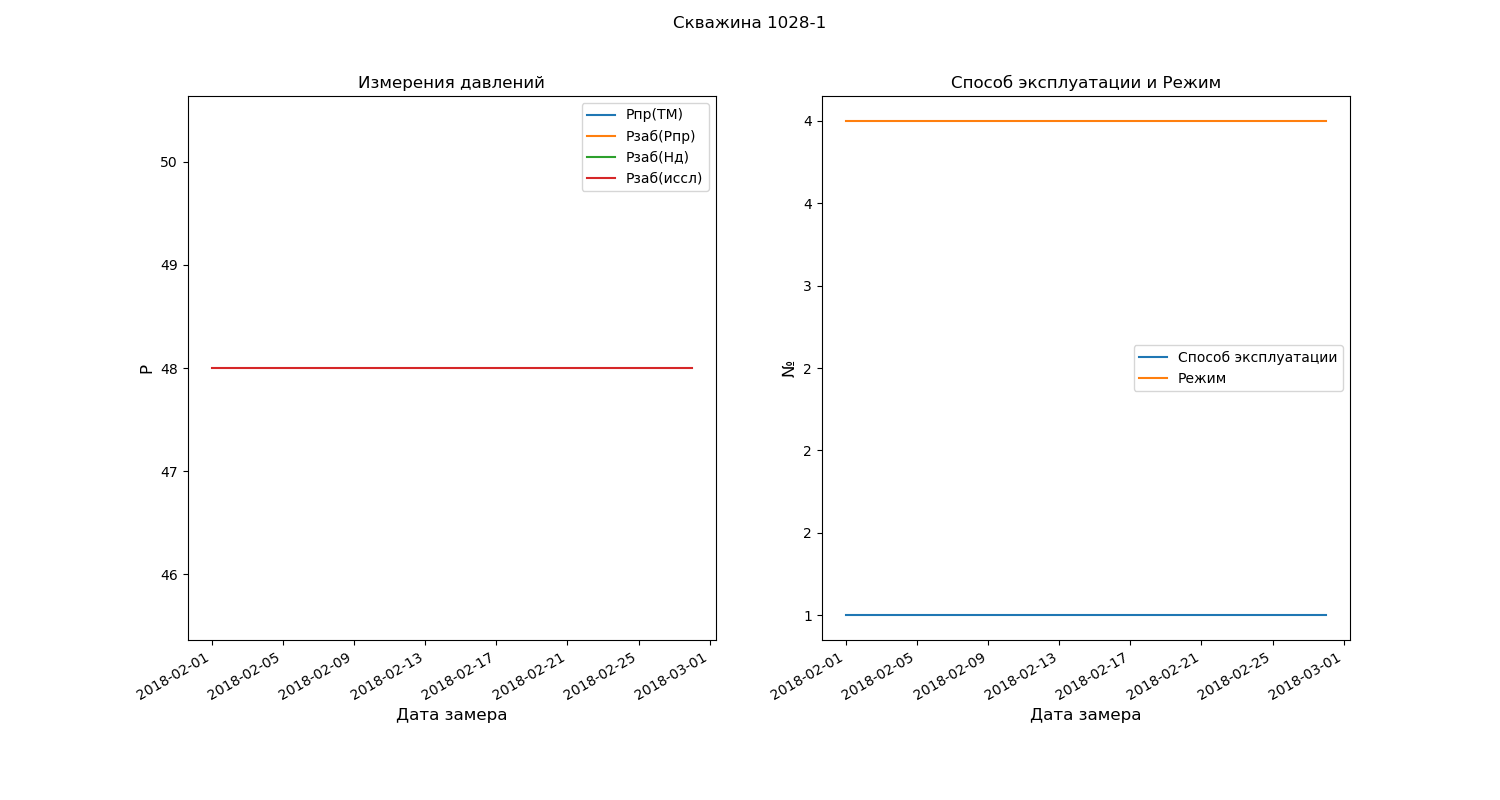 Скважина 1028-1
Измерения давлений
Рпр(ТМ)
Рзаб(Рпр)
Рзаб(Нд)
Рзаб(иссл)
50
49
48
47
46
Р
2018-02-01
2018-02-05
2018-02-09
2018-02-13
2018-02-17
2018-02-21
2018-02-25
2018-03-01
Дата замера
Способ эксплуатации и Режим
4
4
3
2
2
2
1
№
Способ эксплуатации
Режим
2018-02-01
2018-02-05
2018-02-09
2018-02-13
2018-02-17
2018-02-21
2018-02-25
2018-03-01
Дата замера